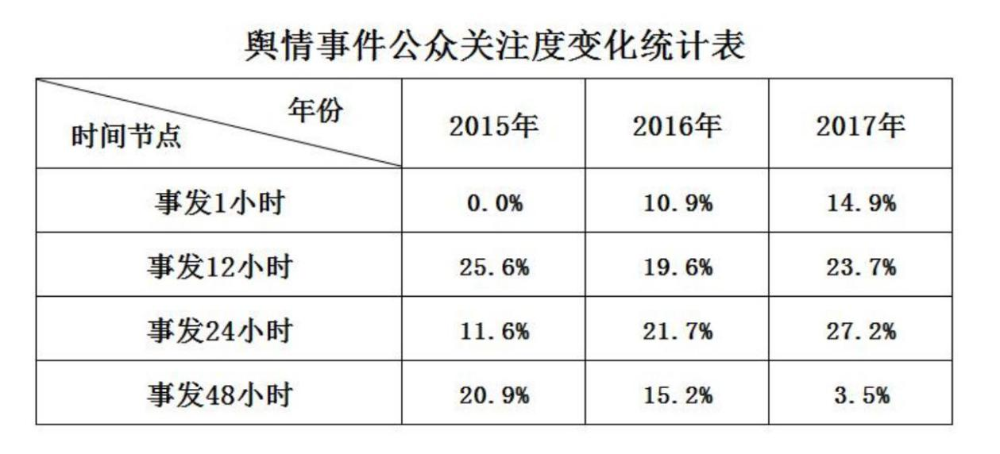 舆情事件公众关注度变化统计表
年份
时间节点
2015年 2016年 2017年
事发1小时 0.0% 10.9% 14.9%
事发12小时 25.6% 19.6% 23.7%
事发24小时 11.6% 21.7% 27.2%
事发48小时 20.9% 15.2% 3.5%